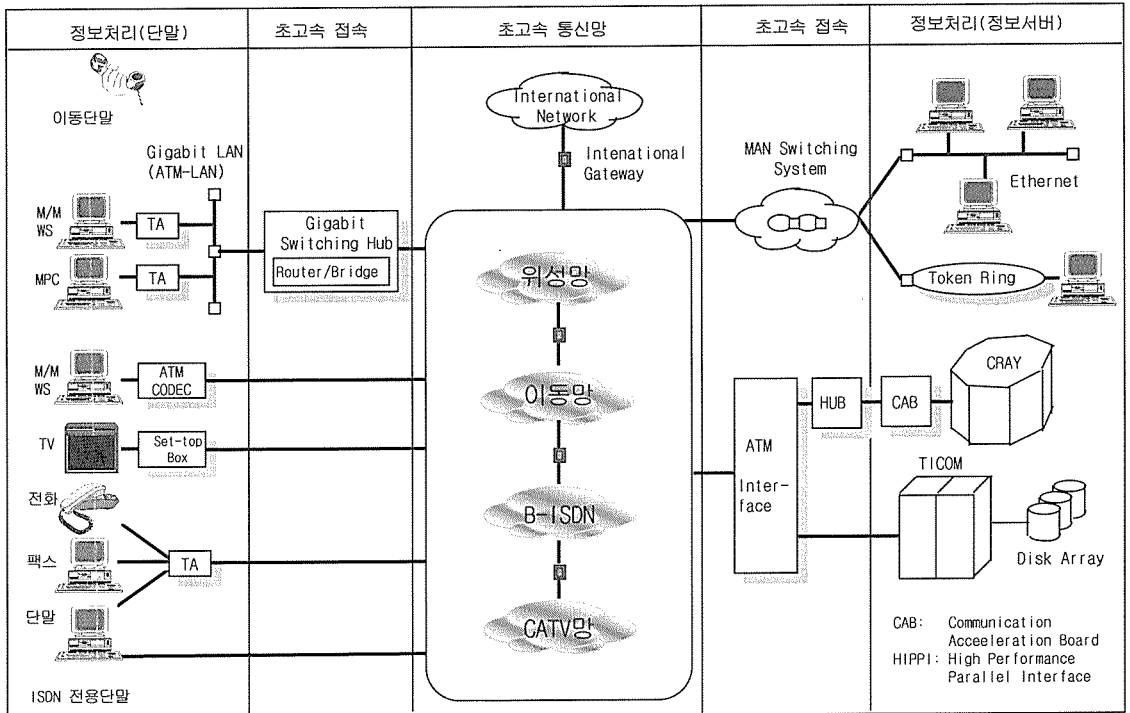 정보처리(단말)
초고속 접속
초고속 통신망
초고속 접속
정보처리(정보서버)
이동단말
Gigabit LAN
(ATM-LAN)
M/M
WS
TA
MPC
TA
Gigabit
Switching Hub
Router/Bridge
M/M
WS
ATM
CODEC
TV
Set-top
Box
전화
팩스
TA
단말
ISDN 전용단말
International
Network
Intenational
Gateway
위성망
이동망
B-ISDN
CATV망
MAN Switching
System
Ethernet
Token Ring
ATM
Inter-
face
HUB
CAB
CRAY
TICOM
Disk Array
CAB: Communication
Acceeleration Board
HIPPI: High Performance
Parallel Interface